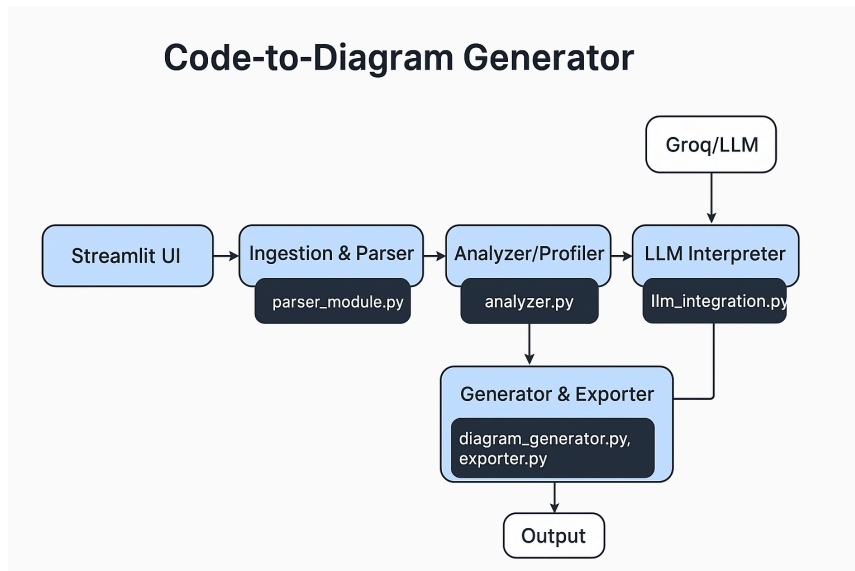 Code-to-Diagram Generator
Groq/LLM
Streamlit UI
Ingestion & Parser
parser_module.py
Analyzer/Profiler
analyzer.py
LLM Interpreter
llm_integration.py
Generator & Exporter
diagram_generator.py,
exporter.py
Output